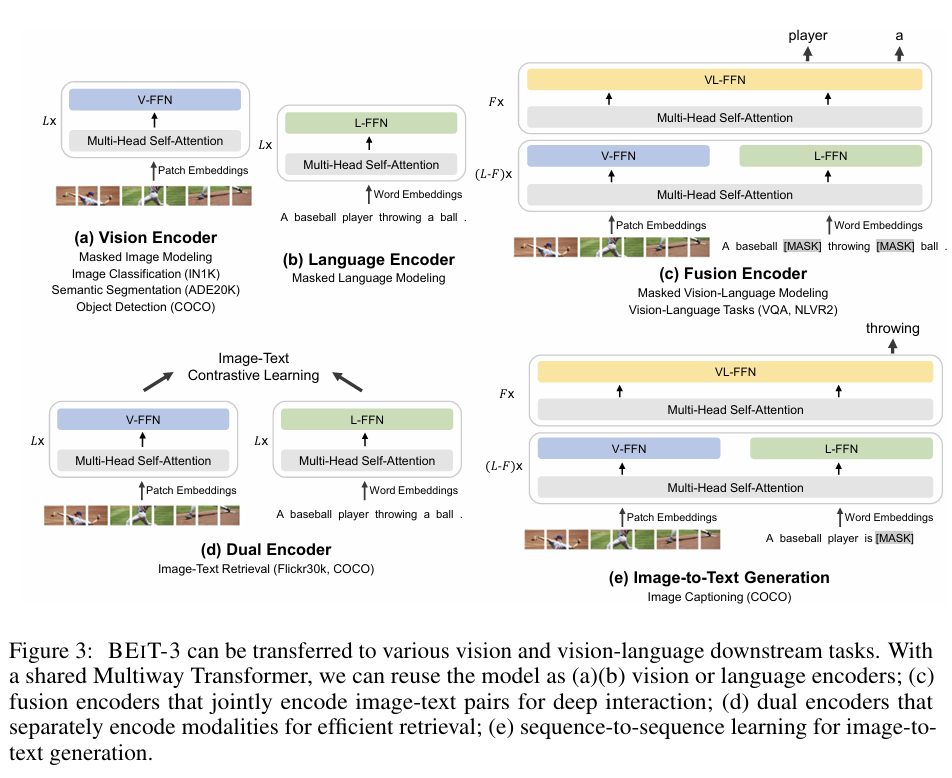 V-FFN
Lx
Multi-Head Self-Attention
Patch Embeddings
(a) Vision Encoder
Masked Image Modeling
Image Classification (IN1K)
Semantic Segmentation (ADE20K)
Object Detection (COCO)
L-FFN
Lx
Multi-Head Self-Attention
Word Embeddings
A baseball player throwing a ball .
(b) Language Encoder
Masked Language Modeling
player a
VL-FFN
Fx
Multi-Head Self-Attention
V-FFN L-FFN
(L-F)x
Multi-Head Self-Attention
Patch Embeddings Word Embeddings
A baseball [MASK] throwing [MASK] ball .
(c) Fusion Encoder
Masked Vision-Language Modeling
Vision-Language Tasks (VQA, NLVR2)
Image-Text
Contrastive Learning
V-FFN L-FFN
Lx Lx
Multi-Head Self-Attention Multi-Head Self-Attention
Patch Embeddings Word Embeddings
A baseball player throwing a ball .
(d) Dual Encoder
Image-Text Retrieval (Flickr30k, COCO)
throwing
VL-FFN
Fx
Multi-Head Self-Attention
V-FFN L-FFN
(L-F)x
Multi-Head Self-Attention
Patch Embeddings Word Embeddings
A baseball player is [MASK]
(e) Image-to-Text Generation
Image Captioning (COCO)
Figure 3: BEIT-3 can be transferred to various vision and vision-language downstream tasks. With
a shared Multiway Transformer, we can reuse the model as (a)(b) vision or language encoders; (c)
fusion encoders that jointly encode image-text pairs for deep interaction; (d) dual encoders that
separately encode modalities for efficient retrieval; (e) sequence-to-sequence learning for image-to-
text generation.